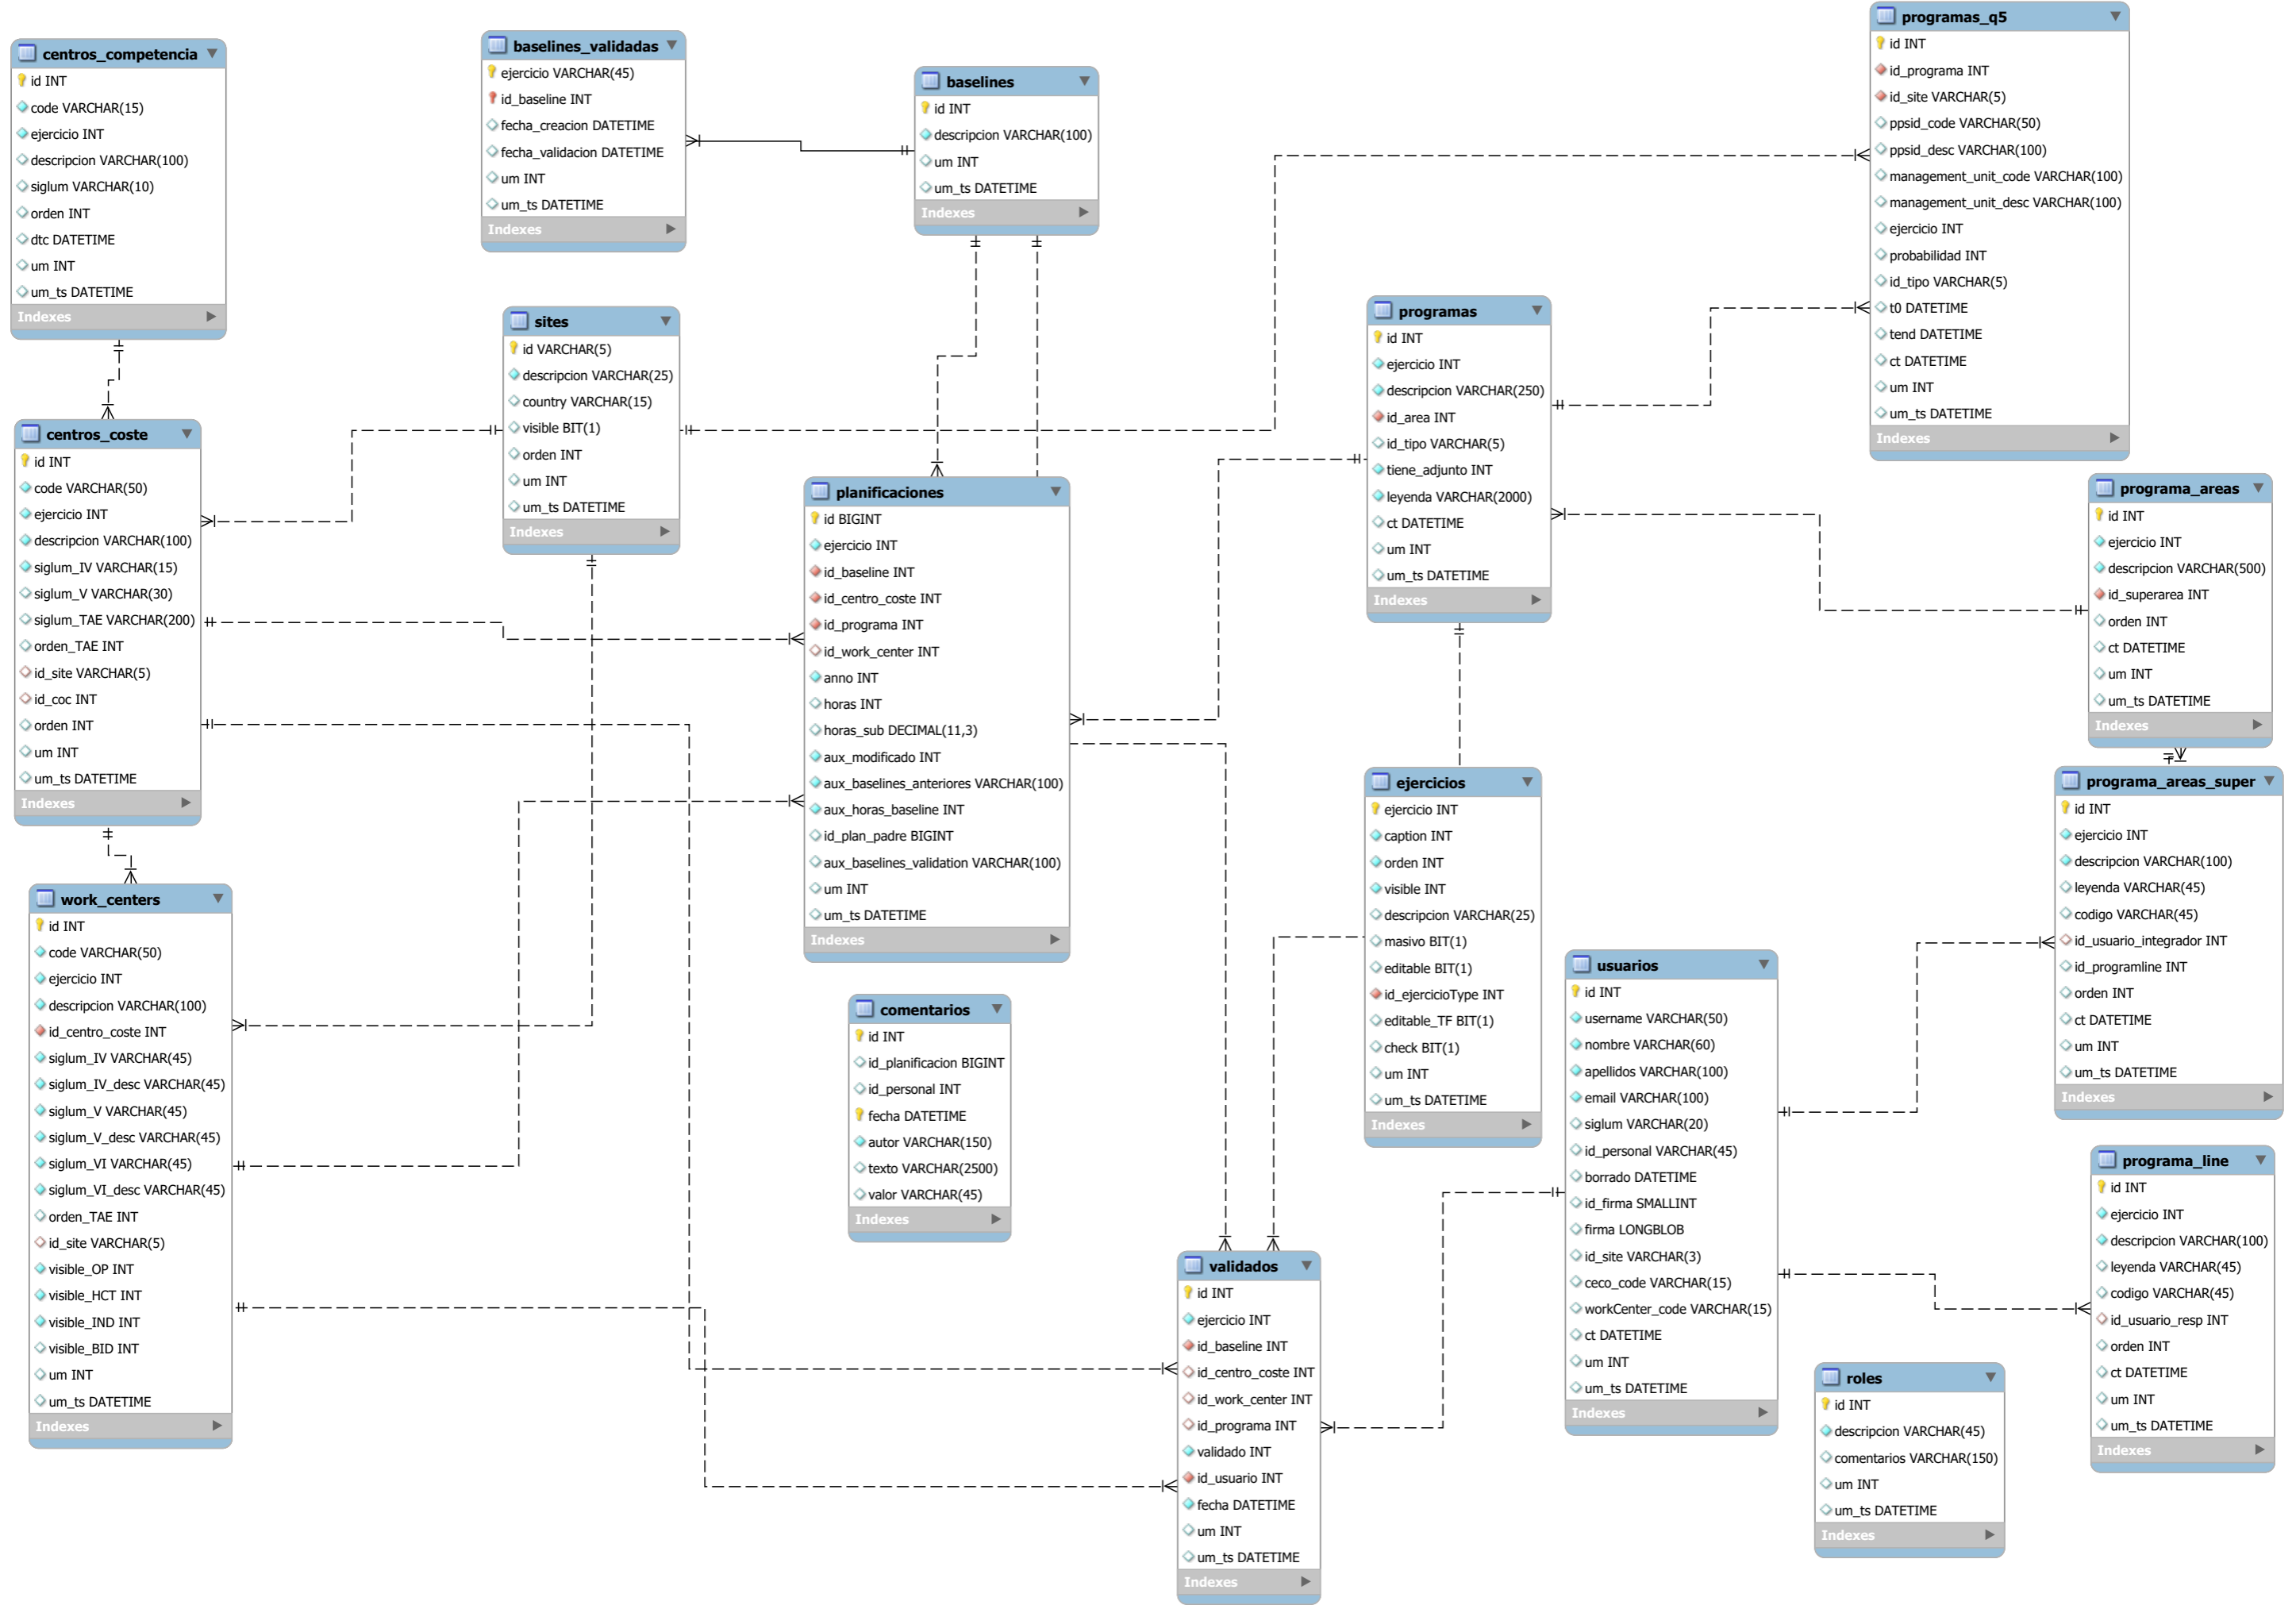 centros_competencia
id INT
code VARCHAR(15)
ejercicio INT
descripcion VARCHAR(100)
siglum VARCHAR(10)
orden INT
dtc DATETIME
um INT
um_ts DATETIME
Indexes
baselines_validadas
ejercicio VARCHAR(45)
id_baseline INT
fecha_creacion DATETIME
fecha_validacion DATETIME
um INT
um_ts DATETIME
Indexes
baselines
id INT
descripcion VARCHAR(100)
um INT
um_ts DATETIME
Indexes
programas_q5
id INT
id_programa INT
id_site VARCHAR(5)
ppsid_code VARCHAR(50)
ppsid_desc VARCHAR(100)
management_unit_code VARCHAR(100)
management_unit_desc VARCHAR(100)
ejercicio INT
probabilidad INT
id_tipo VARCHAR(5)
t0 DATETIME
tend DATETIME
ct DATETIME
um INT
um_ts DATETIME
Indexes
sites
id VARCHAR(5)
descripcion VARCHAR(25)
country VARCHAR(15)
visible BIT(1)
orden INT
um INT
um_ts DATETIME
Indexes
programas
id INT
ejercicio INT
descripcion VARCHAR(250)
id_area INT
id_tipo VARCHAR(5)
tiene_adjunto INT
leyenda VARCHAR(2000)
ct DATETIME
um INT
um_ts DATETIME
Indexes
centros_coste
id INT
code VARCHAR(50)
ejercicio INT
descripcion VARCHAR(100)
siglum_IV VARCHAR(15)
siglum_V VARCHAR(30)
siglum_TAE VARCHAR(200)
orden_TAE INT
id_site VARCHAR(5)
id_coc INT
orden INT
um INT
um_ts DATETIME
Indexes
planificaciones
id BIGINT
ejercicio INT
id_baseline INT
id_centro_coste INT
id_programa INT
id_work_center INT
anno INT
horas INT
horas_sub DECIMAL(11,3)
aux_modificado INT
aux_baselines_anteriores VARCHAR(100)
aux_horas_baseline INT
id_plan_padre BIGINT
aux_baselines_validation VARCHAR(100)
um INT
um_ts DATETIME
Indexes
programa_areas
id INT
ejercicio INT
descripcion VARCHAR(500)
id_superarea INT
orden INT
ct DATETIME
um INT
um_ts DATETIME
Indexes
ejercicios
ejercicio INT
caption INT
orden INT
visible INT
descripcion VARCHAR(25)
masivo BIT(1)
editable BIT(1)
id_ejercicioType INT
editable_TF BIT(1)
check BIT(1)
um INT
um_ts DATETIME
Indexes
programa_areas_super
id INT
ejercicio INT
descripcion VARCHAR(100)
leyenda VARCHAR(45)
codigo VARCHAR(45)
id_usuario_integrador INT
id_programline INT
orden INT
ct DATETIME
um INT
um_ts DATETIME
Indexes
work_centers
id INT
code VARCHAR(50)
ejercicio INT
descripcion VARCHAR(100)
id_centro_coste INT
siglum_IV VARCHAR(45)
siglum_IV_desc VARCHAR(45)
siglum_V VARCHAR(45)
siglum_V_desc VARCHAR(45)
siglum_VI VARCHAR(45)
siglum_VI_desc VARCHAR(45)
orden_TAE INT
id_site VARCHAR(5)
visible_OP INT
visible_HCT INT
visible_IND INT
visible_BID INT
um INT
um_ts DATETIME
Indexes
comentarios
id INT
id_planificacion BIGINT
id_personal INT
fecha DATETIME
autor VARCHAR(150)
texto VARCHAR(2500)
valor VARCHAR(45)
Indexes
usuarios
id INT
username VARCHAR(50)
nombre VARCHAR(60)
apellidos VARCHAR(100)
email VARCHAR(100)
siglum VARCHAR(20)
id_personal VARCHAR(45)
borrado DATETIME
id_firma SMALLINT
firma LONGBLOB
id_site VARCHAR(3)
ceco_code VARCHAR(15)
workCenter_code VARCHAR(15)
ct DATETIME
um INT
um_ts DATETIME
Indexes
programa_line
id INT
ejercicio INT
descripcion VARCHAR(100)
leyenda VARCHAR(45)
codigo VARCHAR(45)
id_usuario_resp INT
orden INT
ct DATETIME
um INT
um_ts DATETIME
Indexes
validados
id INT
ejercicio INT
id_baseline INT
id_centro_coste INT
id_work_center INT
id_programa INT
validado INT
id_usuario INT
fecha DATETIME
um INT
um_ts DATETIME
Indexes
roles
id INT
descripcion VARCHAR(45)
comentarios VARCHAR(150)
um INT
um_ts DATETIME
Indexes